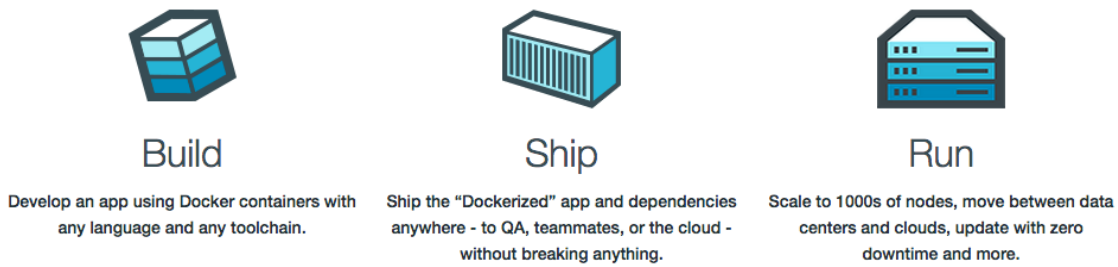 Build
Develop an app using Docker containers with
any language and any toolchain.
Ship
Ship the “Dockerized” app and dependencies
anywhere - to QA, teammates, or the cloud -
without breaking anything.
Run
Scale to 1000s of nodes, move between data
centers and clouds, update with zero
downtime and more.